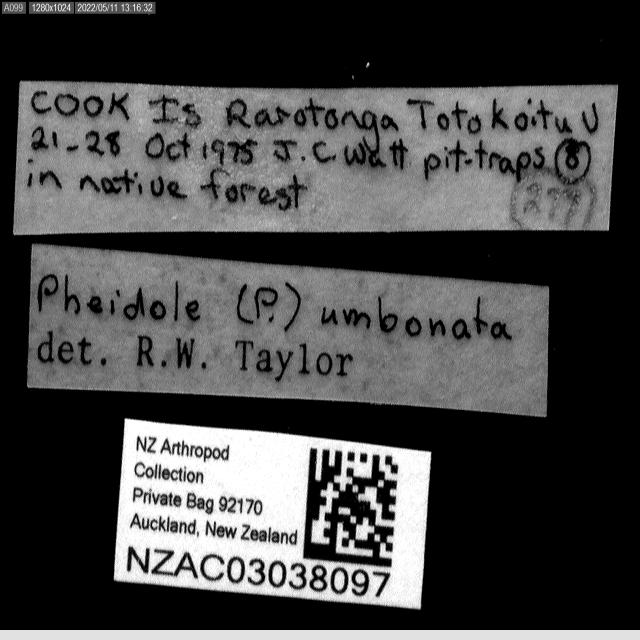 A099 1280x1024 2022/05/11 13:16:32
COOK Is Rarotonga Totokoitu V
21-28 Oct 1975 J.C. Watt pit-traps 8
in native forest
Pheidole (P.) umbonata
det. R.W. Taylor
NZ Arthropod
Collection
Private Bag 92170
Auckland, New Zealand
NZAC03038097